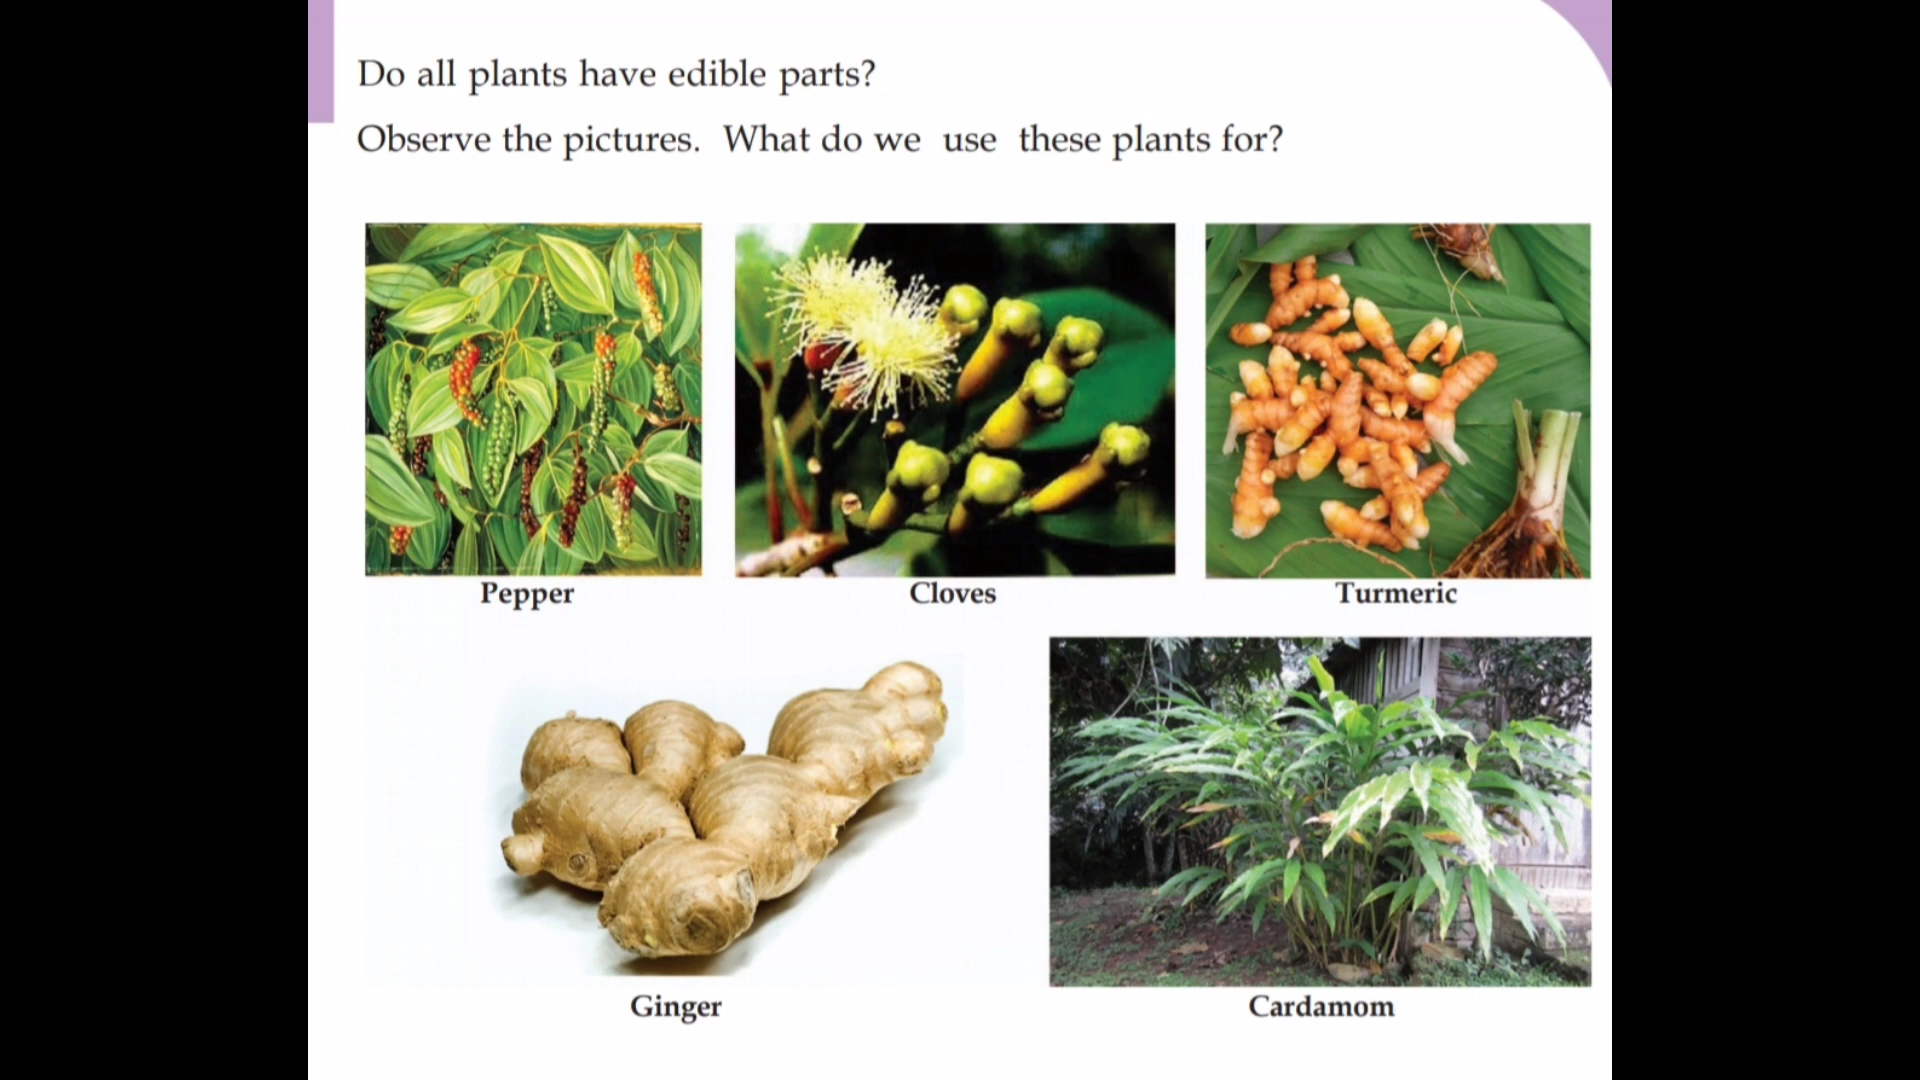 Do all plants have edible parts?
Observe the pictures. What do we use these plants for?
Pepper
Cloves
Turmeric
Ginger
Cardamom